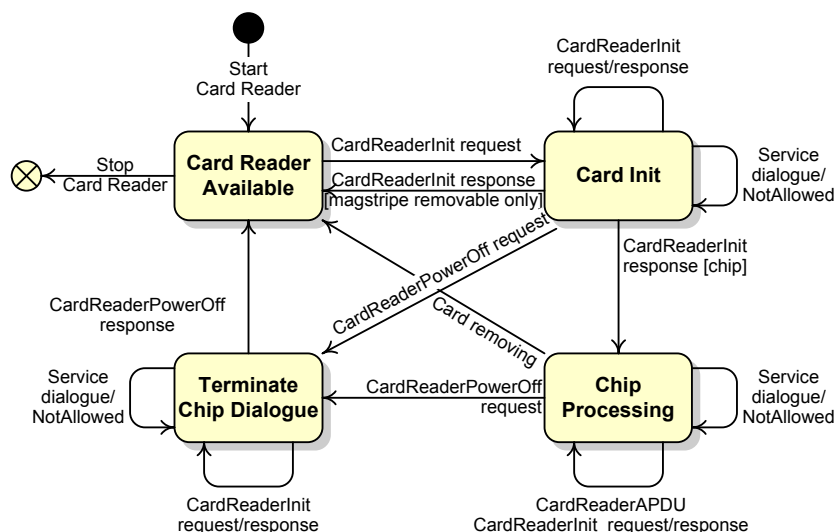 CardReaderInit
request/response
Start
Card Reader
Card Reader
Available
CardReaderInit request
Card Init
Stop
Card Reader
CardReaderInit response
[magstripe removable only]
Service
dialogue/
NotAllowed
CardReaderPowerOff request
CardReaderInit
response [chip]
CardReaderPowerOff
response
Card removing
Service
dialogue/
NotAllowed
Terminate
Chip Dialogue
CardReaderPowerOff
request
Chip
Processing
Service
dialogue/
NotAllowed
CardReaderInit
request/response
CardReaderAPDU
CardReaderInit request/response